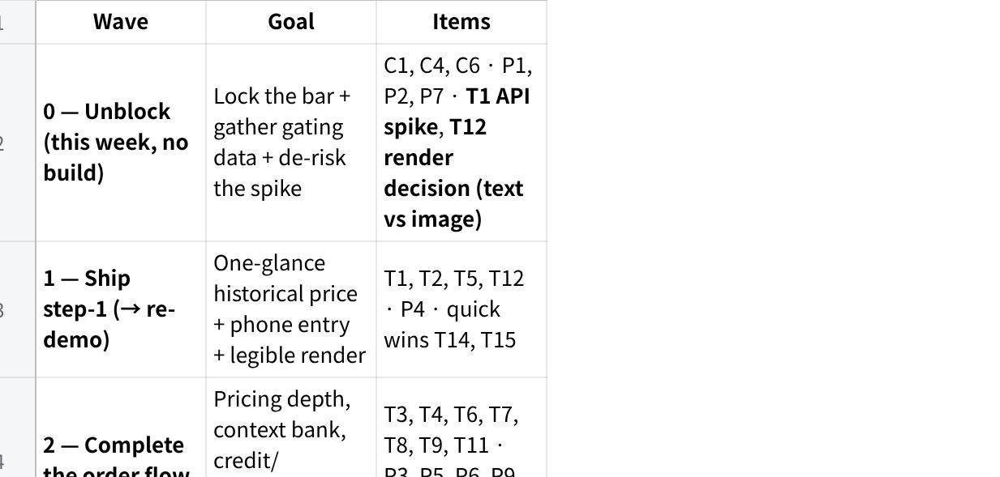 Wave Goal Items
0 — Unblock
(this week, no
build)
Lock the bar +
gather gating
data + de-risk
the spike
C1, C4, C6 · P1,
P2, P7 · T1 API
spike, T12
render
decision (text
vs image)
1 — Ship
step-1 (→ re-
demo)
One-glance
historical price
+ phone entry
+ legible render
T1, T2, T5, T12
· P4 · quick
wins T14, T15
2 — Complete
the order flow
Pricing depth,
context bank,
credit/
T3, T4, T6, T7,
T8, T9, T11 ·
P3, P5, P6, P9